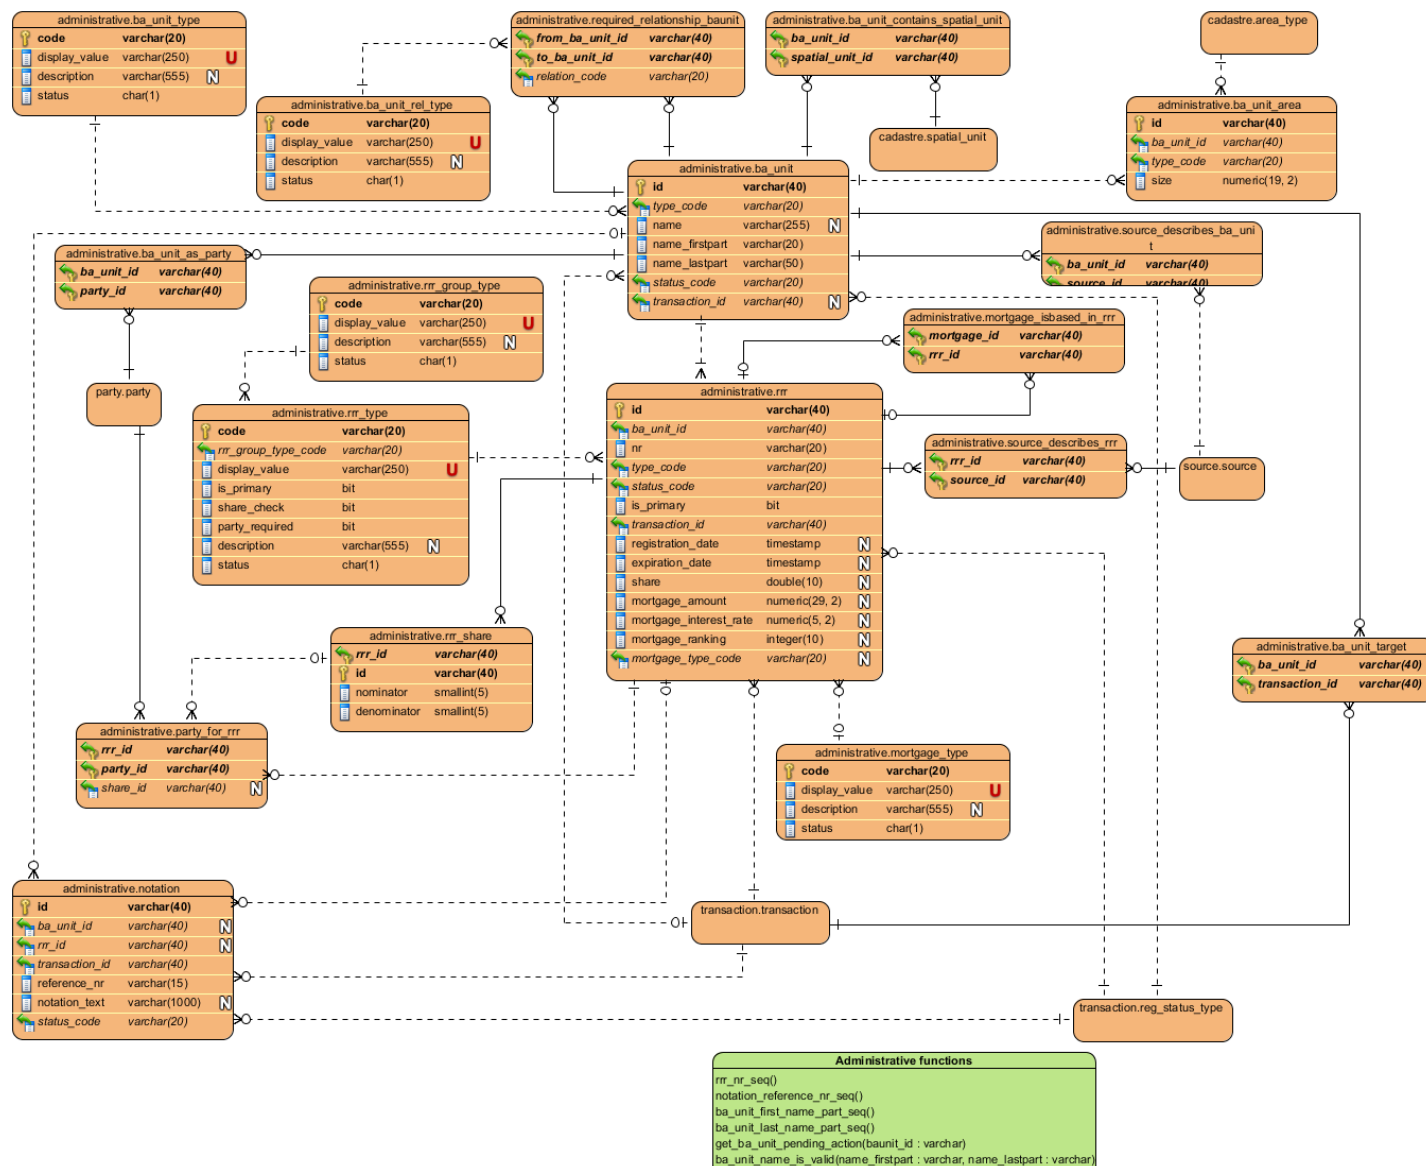 administrative.ba_unit_type
code varchar(20)
display_value varchar(250) U
description varchar(555) N
status char(1)
administrative.required_relationship_baunit
from_ba_unit_id varchar(40)
to_ba_unit_id varchar(40)
relation_code varchar(20)
administrative.ba_unit_contains_spatial_unit
ba_unit_id varchar(40)
spatial_unit_id varchar(40)
cadastre.area_type
administrative.ba_unit_rel_type
code varchar(20)
display_value varchar(250) U
description varchar(555) N
status char(1)
cadastre.spatial_unit
administrative.ba_unit_area
id varchar(40)
ba_unit_id varchar(40)
type_code varchar(20)
size numeric(19, 2)
administrative.ba_unit
id varchar(40)
type_code varchar(20)
name varchar(255) N
name_firstpart varchar(20)
name_lastpart varchar(50)
status_code varchar(20)
transaction_id varchar(40) N
administrative.ba_unit_as_party
ba_unit_id varchar(40)
party_id varchar(40)
administrative.source_describes_ba_uni
t
ba_unit_id varchar(40)
source_id varchar(40)
administrative.rrr_group_type
code varchar(20)
display_value varchar(250) U
description varchar(555) N
status char(1)
administrative.mortgage_isbased_in_rrr
mortgage_id varchar(40)
rrr_id varchar(40)
party.party
administrative.rrr_type
code varchar(20)
rrr_group_type_code varchar(20)
display_value varchar(250) U
is_primary bit
share_check bit
party_required bit
description varchar(555) N
status char(1)
administrative.rrr
id varchar(40)
ba_unit_id varchar(40)
nr varchar(20)
type_code varchar(20)
status_code varchar(20)
is_primary bit
transaction_id varchar(40)
registration_date timestamp N
expiration_date timestamp N
share double(10) N
mortgage_amount numeric(29, 2) N
mortgage_interest_rate numeric(5, 2) N
mortgage_ranking integer(10) N
mortgage_type_code varchar(20) N
administrative.source_describes_rrr
rrr_id varchar(40)
source_id varchar(40)
source.source
administrative.rrr_share
rrr_id varchar(40)
id varchar(40)
nominator smallint(5)
denominator smallint(5)
administrative.ba_unit_target
ba_unit_id varchar(40)
transaction_id varchar(40)
administrative.party_for_rrr
rrr_id varchar(40)
party_id varchar(40)
share_id varchar(40) N
administrative.mortgage_type
code varchar(20)
display_value varchar(250) U
description varchar(555) N
status char(1)
administrative.notation
id varchar(40)
ba_unit_id varchar(40) N
rrr_id varchar(40) N
transaction_id varchar(40)
reference_nr varchar(15)
notation_text varchar(1000) N
status_code varchar(20)
transaction.transaction
transaction.reg_status_type
Administrative functions
rrr_nr_seq()
notation_reference_nr_seq()
ba_unit_first_name_part_seq()
ba_unit_last_name_part_seq()
get_ba_unit_pending_action(baunit_id : varchar)
ba_unit_name_is_valid(name_firstpart : varchar, name_lastpart : varchar)